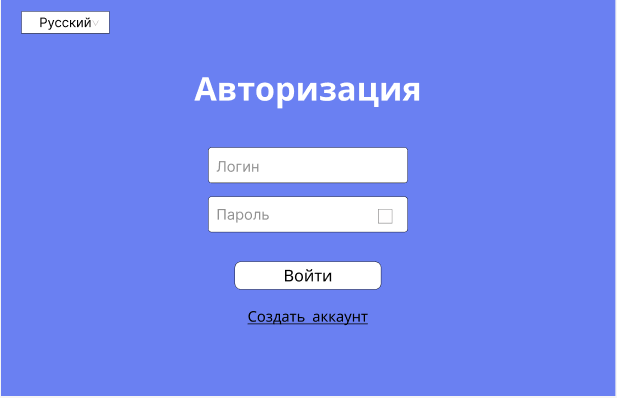 Русский
Авторизация
Логин
Пароль
Войти
Создать аккаунт